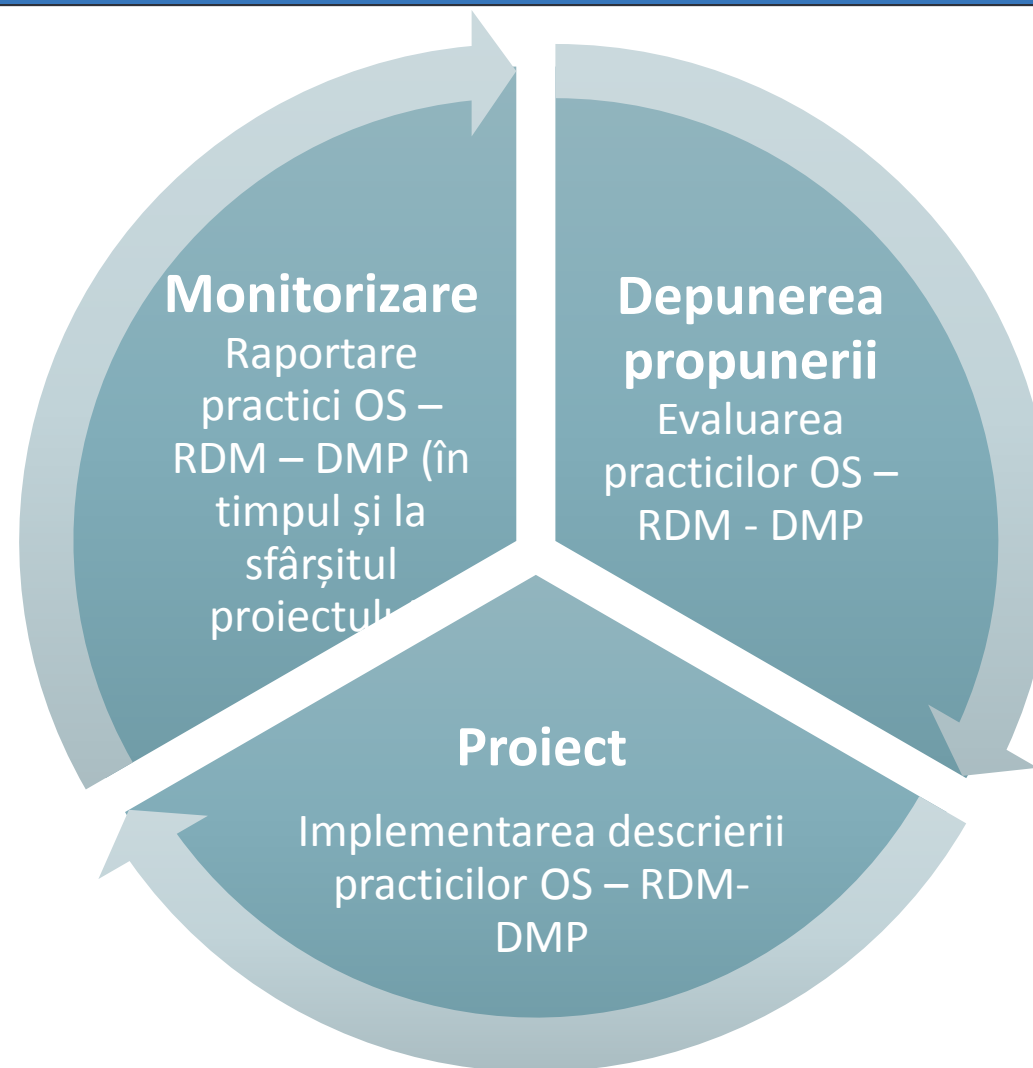 Monitorizare
Raportare
practici OS –
RDM – DMP (în
timpul și la
sfârșitul
Depunerea
propunerii
Evaluarea
practicilor OS –
RDM - DMP
Proiect
Implementarea descrierii
practicilor OS – RDM-
DMP